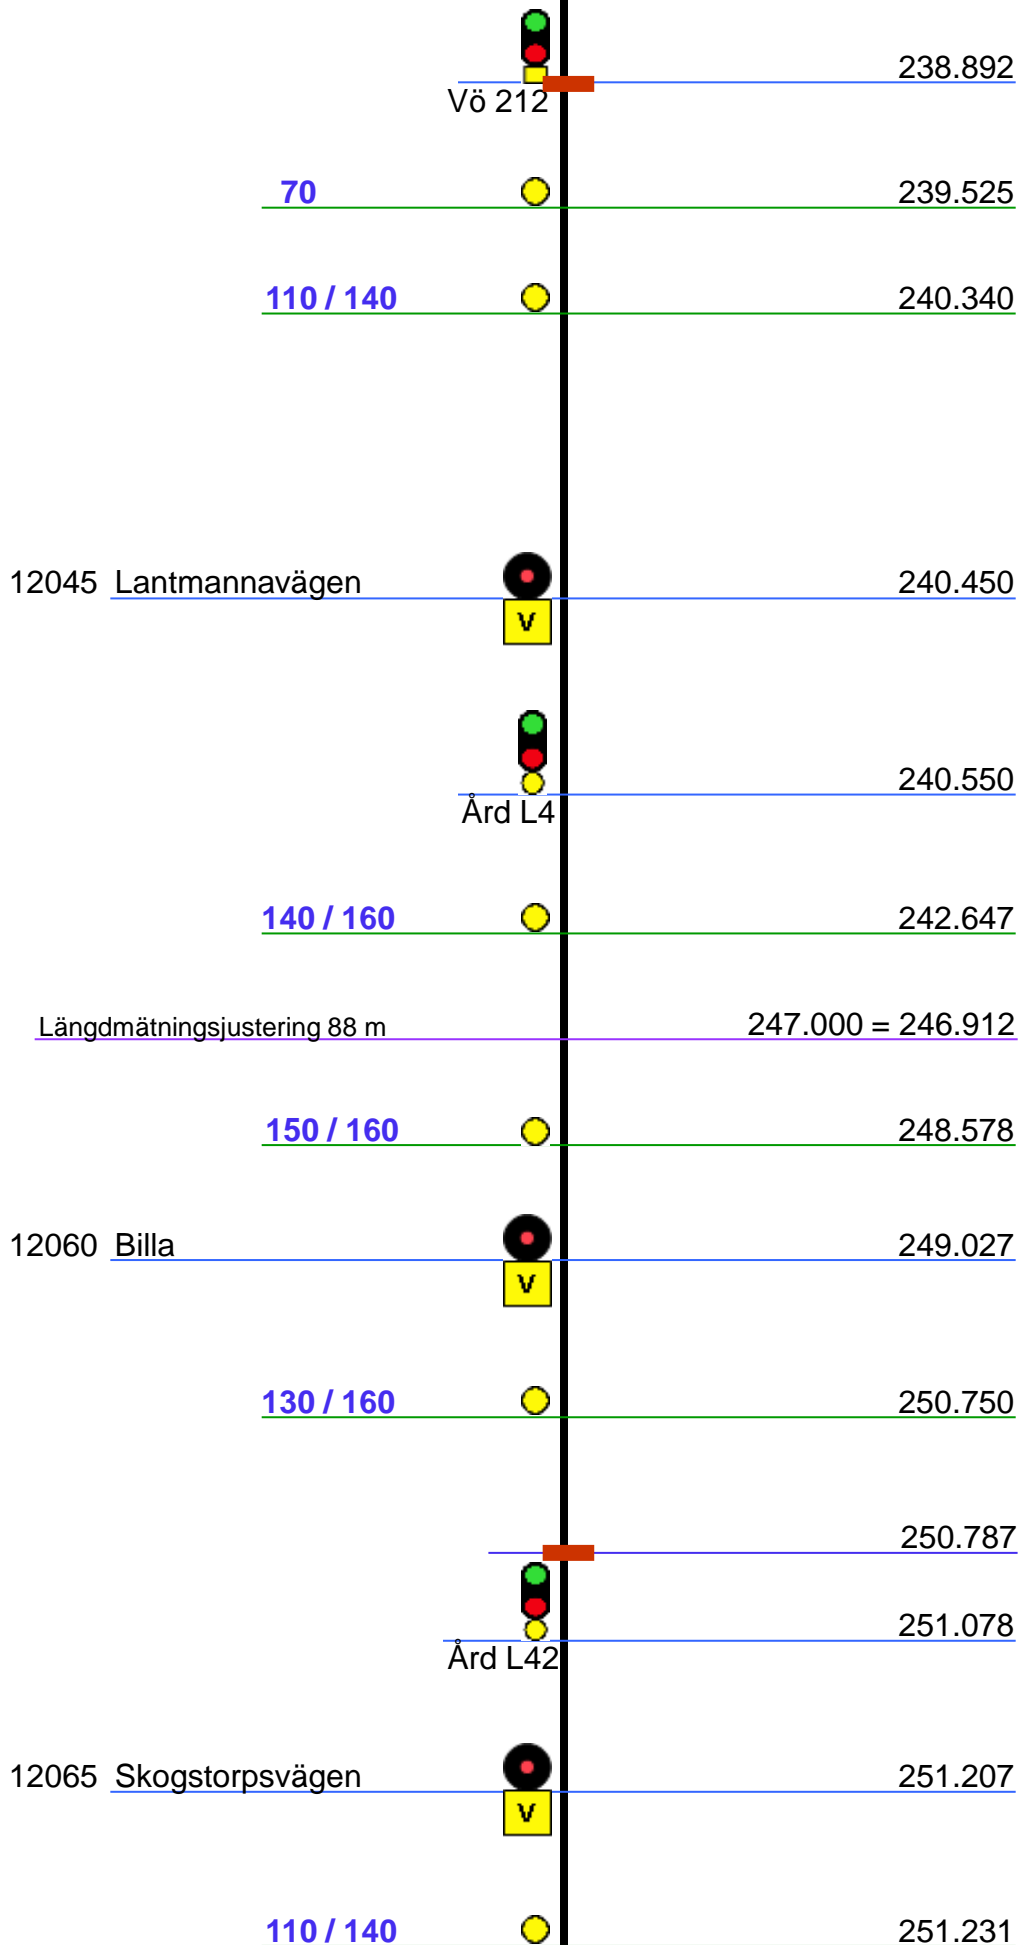 238.892
Vö 212
70 239.525
110 / 140 240.340
12045 Lantmannavägen 240.450
V
240.550
Ård L4
140 / 160 242.647
Längdmätningsjustering 88 m 247.000 = 246.912
150 / 160 248.578
12060 Billa 249.027
V
130 / 160 250.750
250.787
251.078
Ård L42
12065 Skogstorpsvägen 251.207
V
110 / 140 251.231